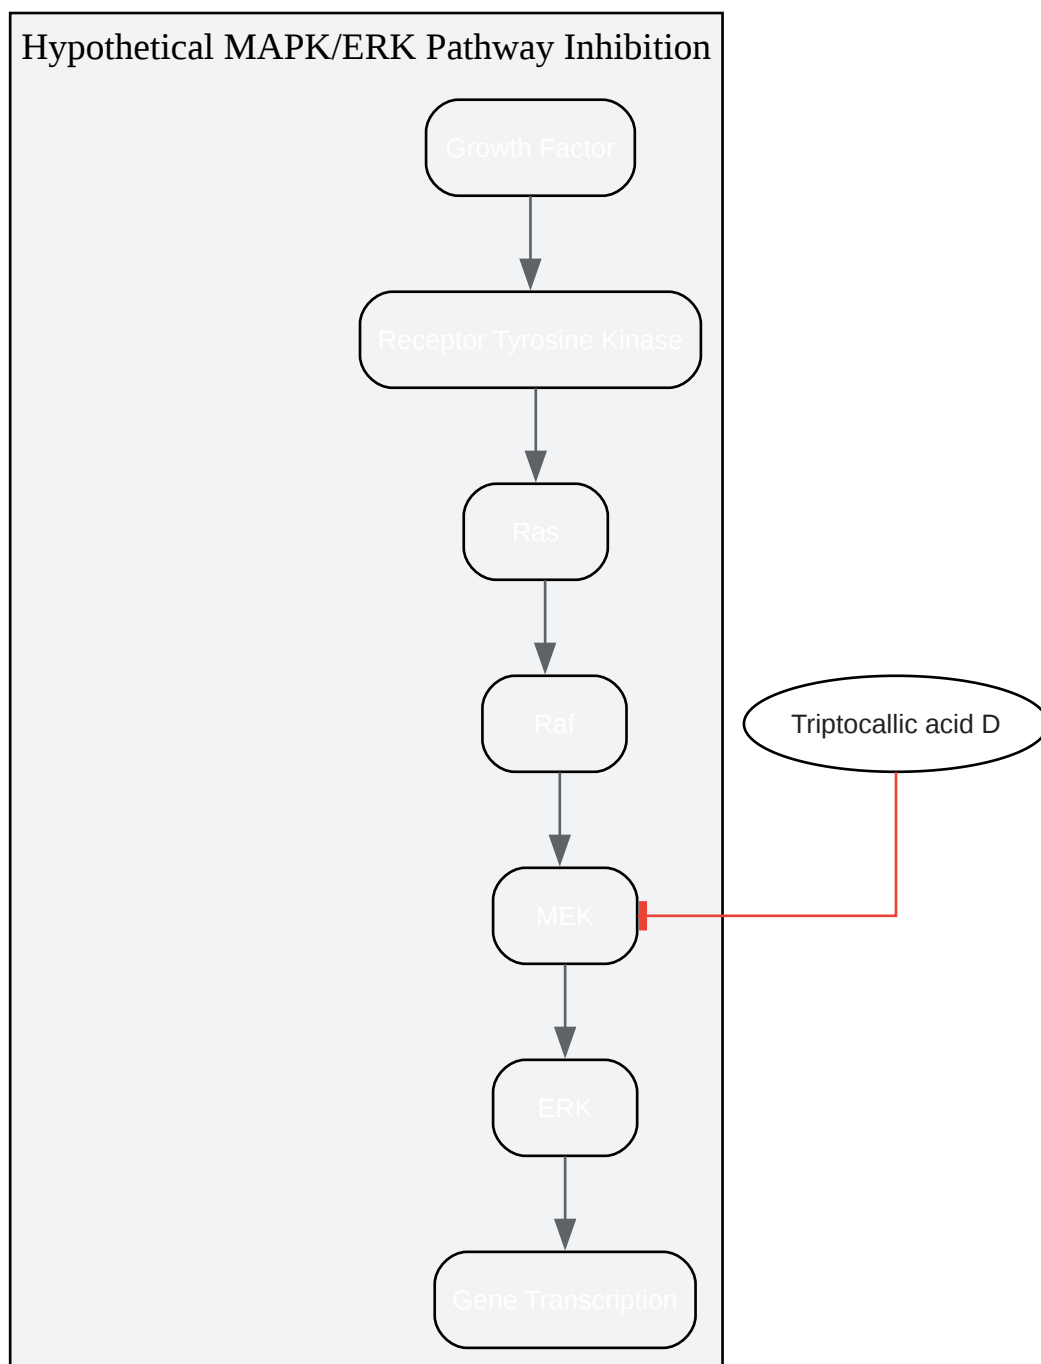 Hypothetical MAPK/ERK Pathway Inhibition
Growth Factor
Receptor Tyrosine Kinase
Ras
Raf
Triptocallic acid D
MEK
ERK
Gene Transcription